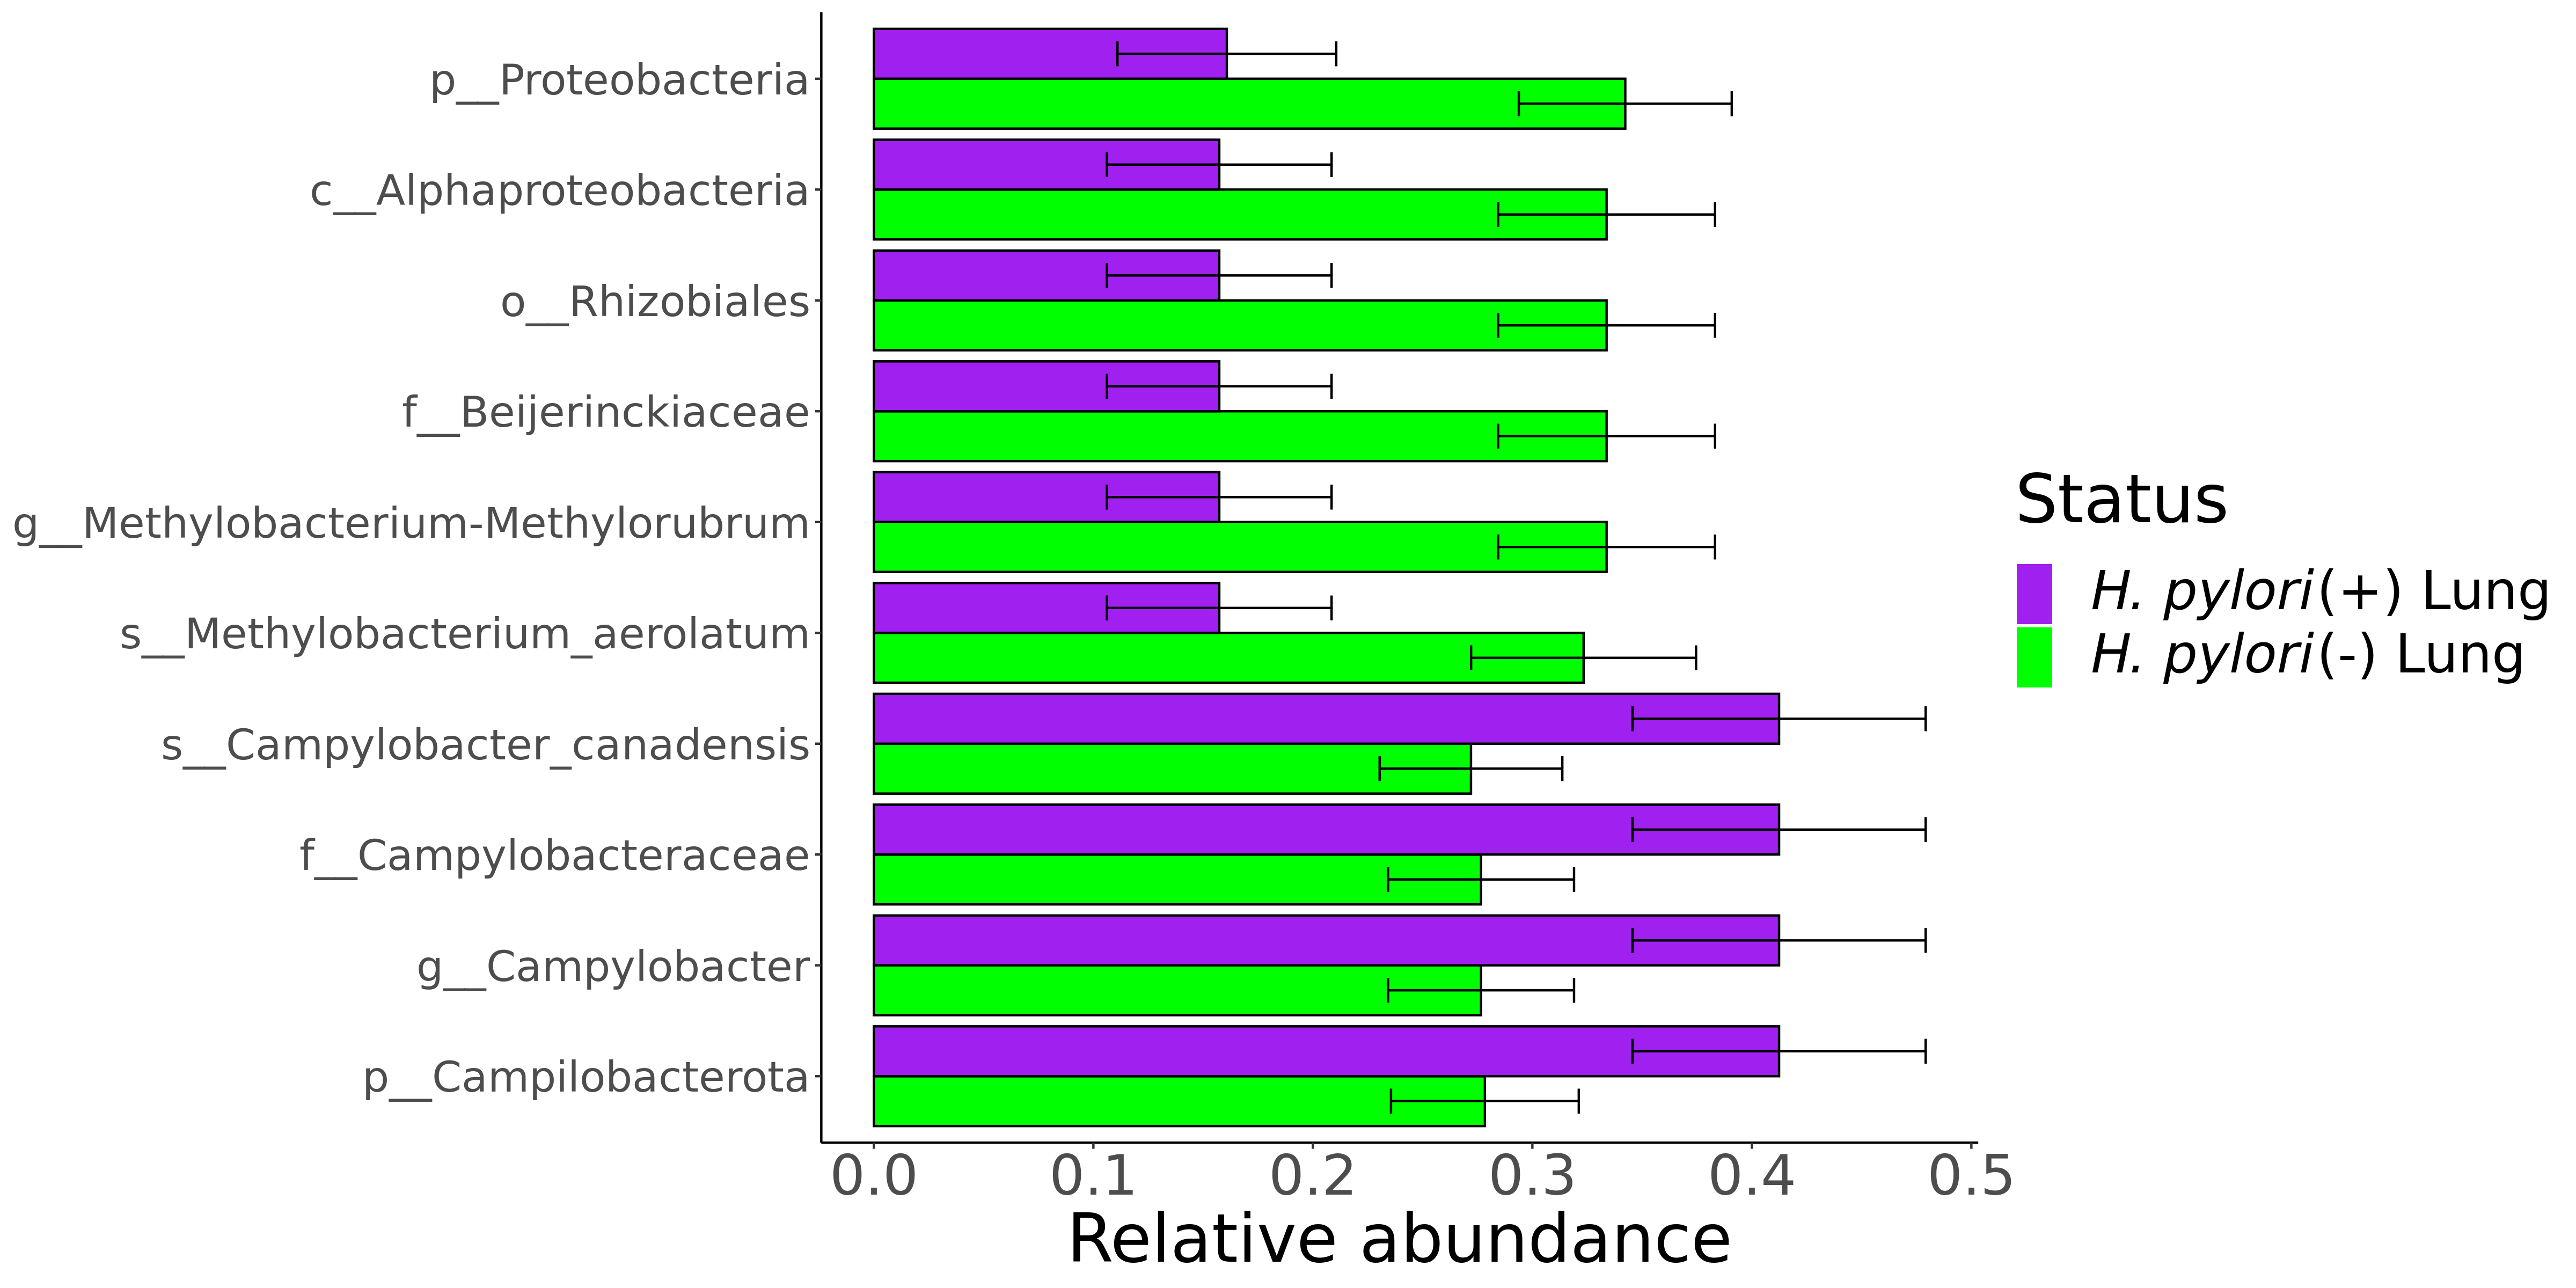 p__Proteobacteria
c__Alphaproteobacteria
o__Rhizobiales
f__Beijerinckiaceae
g__Methylobacterium-Methylorubrum
s__Methylobacterium_aerolatum
s__Campylobacter_canadensis
f__Campylobacteraceae
g__Campylobacter
p__Campilobacterota
0.0 0.1 0.2 0.3 0.4 0.5
Relative abundance
Status
H. pylori(+) Lung
H. pylori(-) Lung